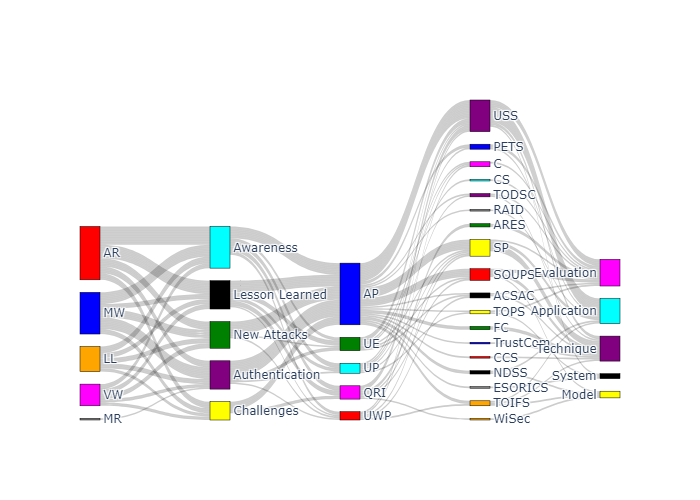 AR
MW
LL
VW
MR
Awareness
Lesson Learned
New Attacks
Authentication
Challenges
AP
UE
UP
QRI
UWP
USS
PETS
C
CS
TODSC
RAID
ARES
SP
SOUPS
ACSAC
TOPS
FC
TrustCom
CCS
NDSS
ESORICS
TOIFS
WiSec
Evaluation
Application
Technique
System
Model